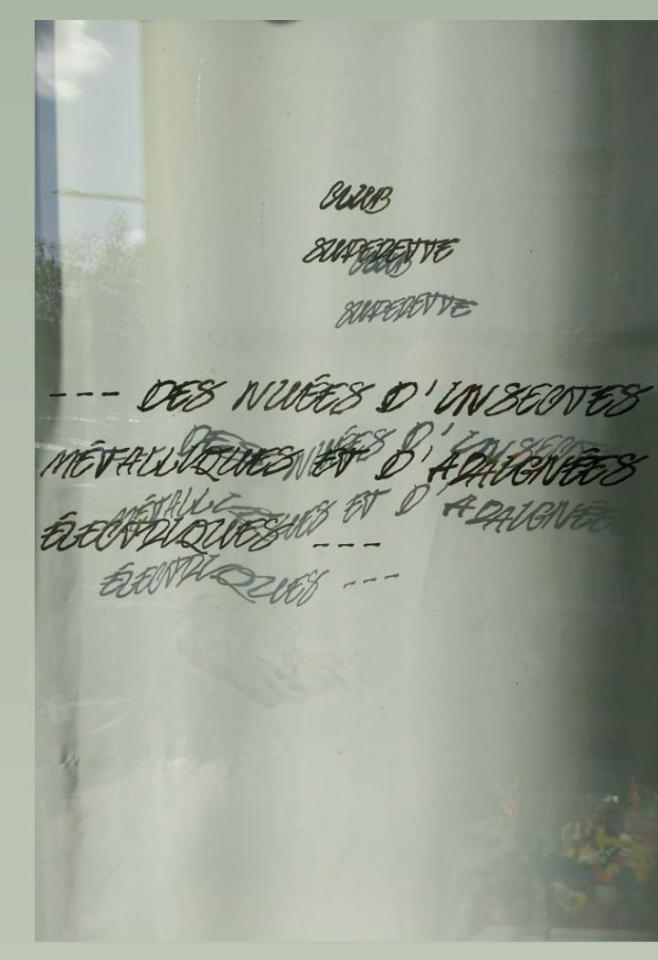 CLUB
SUPERETTE
--- DES NUÉES D'INSECTES
MÉTALLIQUES ET D'ARAIGNÉES
ÉLECTRIQUES ---